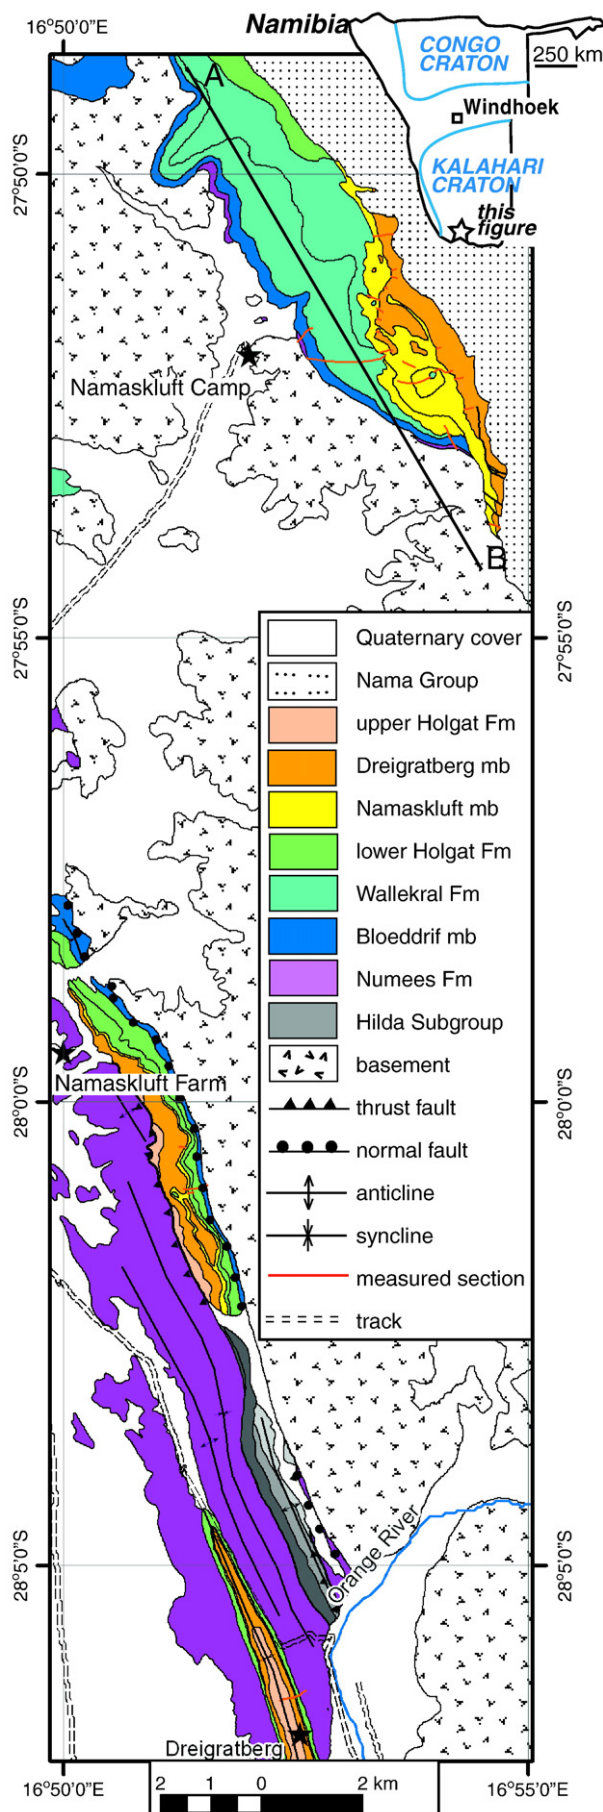 16°50'0"E
Namibia
CONGO
CRATON
250 km
Windhoek
KALAHARI
CRATON
this
figure
A
27°50'0"S
Namaskluft Camp
B
27°55'0"S
27°55'0"S
Quaternary cover
Nama Group
upper Holgat Fm
Dreigratberg mb
Namaskluft mb
lower Holgat Fm
Wallekral Fm
Bloeddrif mb
Numees Fm
Hilda Subgroup
basement
thrust fault
normal fault
anticline
syncline
measured section
track
Namaskluft Farm
28°0'0"S
28°0'0"S
Orange River
28°5'0"S
28°5'0"S
Dreigratberg
16°50'0"E
16°55'0"E
2 1 0 2 km